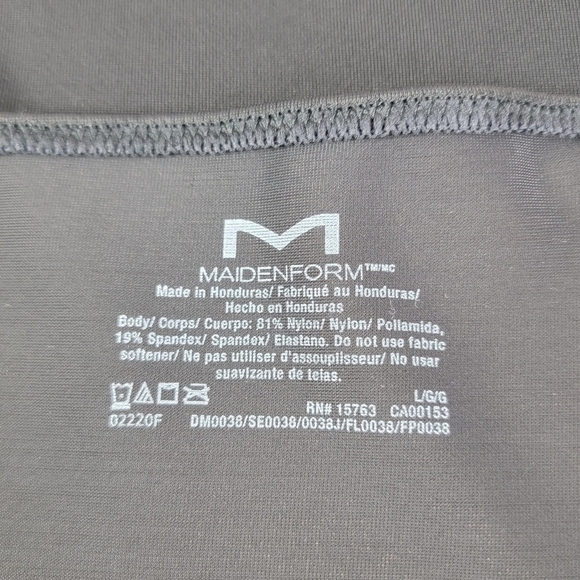 M
MAIDENFORM™/MC
Made in Honduras/ Fabriqué au Honduras/
Hecho en Honduras
Body/ Corps/ Cuerpo: 81% Nylon/ Nylon/ Poliamida,
19% Spandex/ Spandex/ Elastano. Do not use fabric
softener/ Ne pas utiliser d'assouplisseur/ No usar
suavizante de telas.
L/G/G
RN# 15763 CA00153
02220F DM0038/SE0038/0038J/FL0038/FP0038